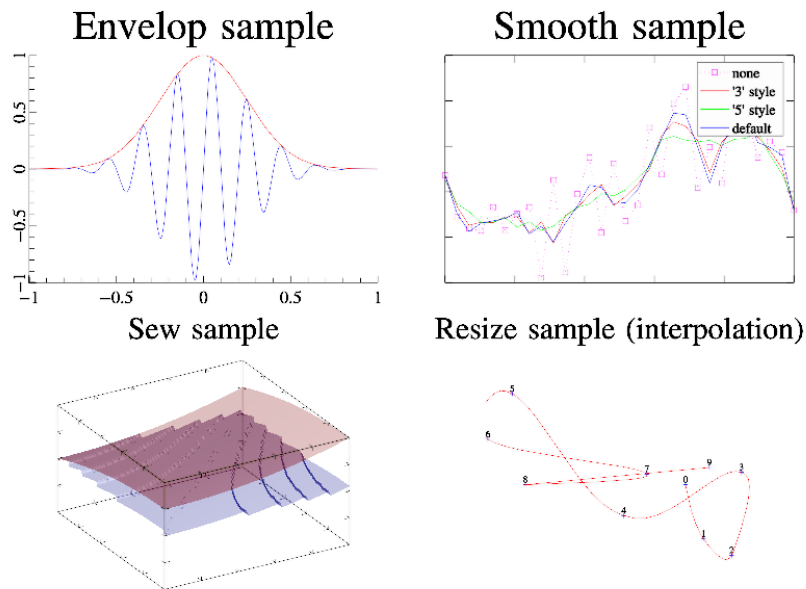 Envelop sample
Smooth sample
1
0.5
0
−0.5
−1
−1
−0.5
0
0.5
1
none
'3' style
'5' style
default
Sew sample
Resize sample (interpolation)
5
6
7
9
8
0
3
4
1
2